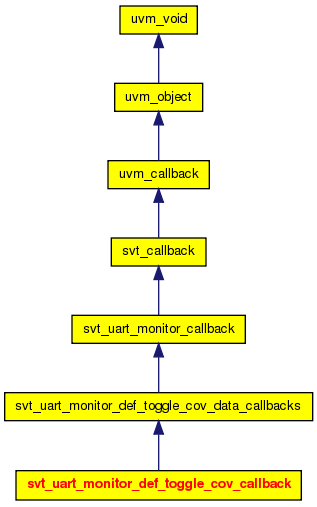 uvm_void
uvm_object
uvm_callback
svt_callback
svt_uart_monitor_callback
svt_uart_monitor_def_toggle_cov_data_callbacks
svt_uart_monitor_def_toggle_cov_callback